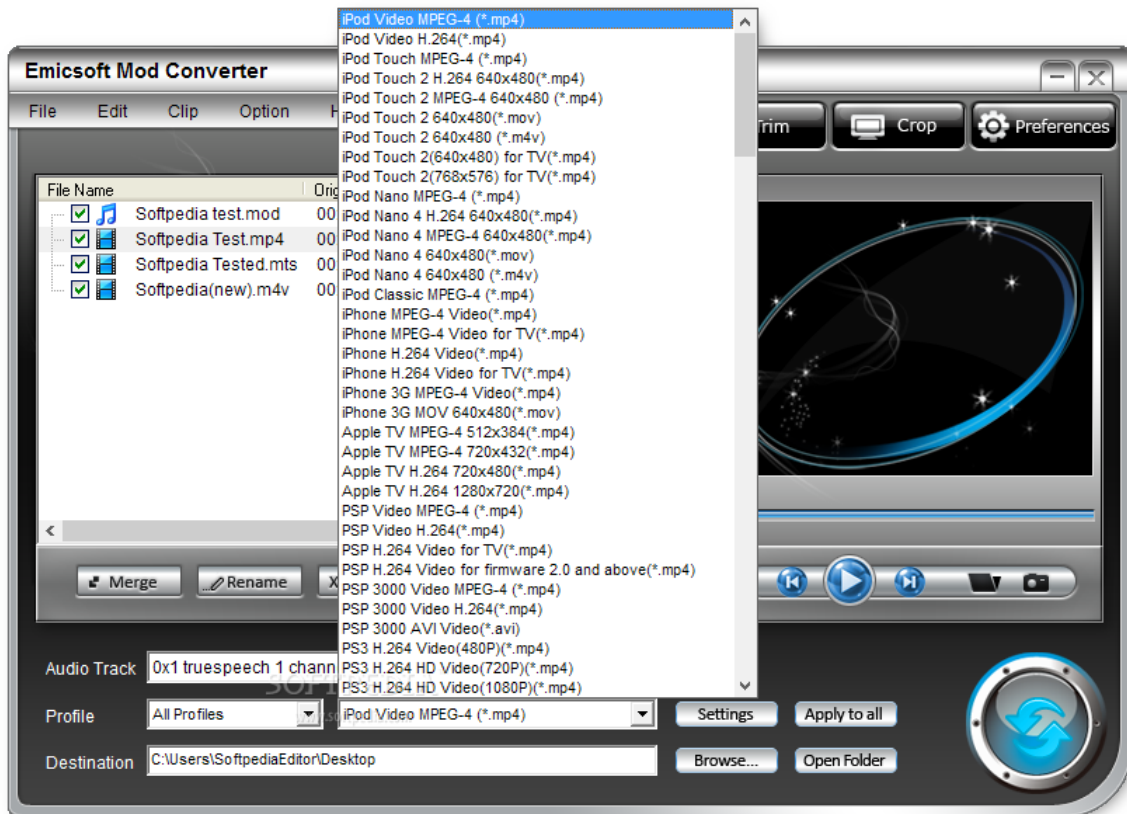 Emicsoft Mod Converter
File Edit Clip Option H
Trim Crop Preferences
File Name Orig
Softpedia test.mod 00
Softpedia Test.mp4 00
Softpedia Tested.mts 00
Softpedia(new).m4v 00
iPod Video MPEG-4 (*.mp4)
iPod Video H.264(*.mp4)
iPod Touch MPEG-4 (*.mp4)
iPod Touch 2 H.264 640x480(*.mp4)
iPod Touch 2 MPEG-4 640x480 (*.mp4)
iPod Touch 2 640x480(*.mov)
iPod Touch 2 640x480 (*.m4v)
iPod Touch 2(640x480) for TV(*.mp4)
iPod Touch 2(768x576) for TV(*.mp4)
iPod Nano MPEG-4 (*.mp4)
iPod Nano 4 H.264 640x480(*.mp4)
iPod Nano 4 MPEG-4 640x480(*.mp4)
iPod Nano 4 640x480(*.mov)
iPod Nano 4 640x480 (*.m4v)
iPod Classic MPEG-4 (*.mp4)
iPhone MPEG-4 Video(*.mp4)
iPhone MPEG-4 Video for TV(*.mp4)
iPhone H.264 Video(*.mp4)
iPhone H.264 Video for TV(*.mp4)
iPhone 3G MPEG-4 Video(*.mp4)
iPhone 3G MOV 640x480(*.mov)
Apple TV MPEG-4 512x384(*.mp4)
Apple TV MPEG-4 720x432(*.mp4)
Apple TV H.264 720x480(*.mp4)
Apple TV H.264 1280x720(*.mp4)
PSP Video MPEG-4 (*.mp4)
PSP Video H.264(*.mp4)
PSP H.264 Video for TV(*.mp4)
PSP H.264 Video for firmware 2.0 and above(*.mp4)
PSP 3000 Video MPEG-4 (*.mp4)
PSP 3000 Video H.264(*.mp4)
PSP 3000 AVI Video(*.avi)
PS3 H.264 Video(480P)(*.mp4)
PS3 H.264 HD Video(720P)(*.mp4)
PS3 H.264 HD Video(1080P)(*.mp4)
Merge Rename X
Audio Track 0x1 truespeech 1 chann
Profile All Profiles iPod Video MPEG-4 (*.mp4) Settings Apply to all
Destination C:\Users\SoftpediaEditor\Desktop Browse... Open Folder